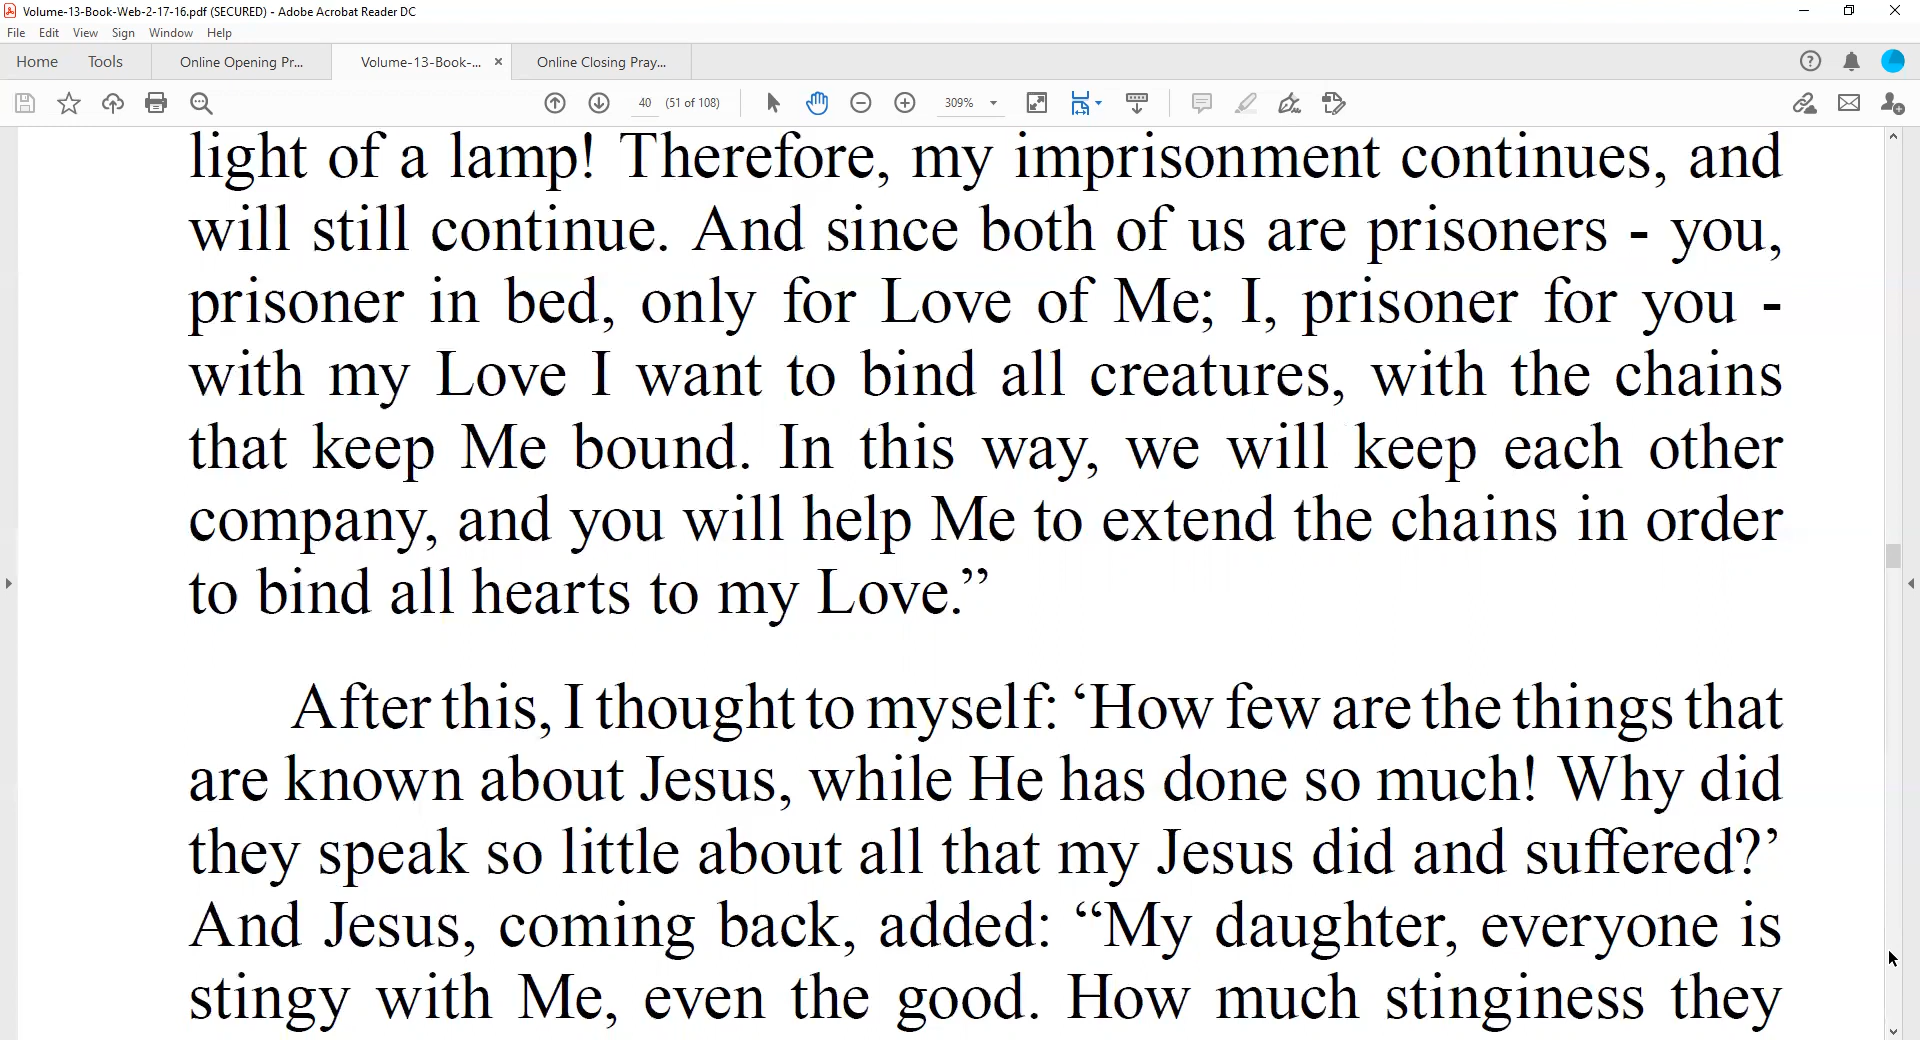 Volume-13-Book-Web-2-17-16.pdf (SECURED) - Adobe Acrobat Reader DC
File Edit View Sign Window Help
Home Tools Online Opening Pr... Volume-13-Book-... × Online Closing Pray...
40 (51 of 108) 309%
light of a lamp! Therefore, my imprisonment continues, and
will still continue. And since both of us are prisoners - you,
prisoner in bed, only for Love of Me; I, prisoner for you -
with my Love I want to bind all creatures, with the chains
that keep Me bound. In this way, we will keep each other
company, and you will help Me to extend the chains in order
to bind all hearts to my Love.”
After this, I thought to myself: ‘How few are the things that
are known about Jesus, while He has done so much! Why did
they speak so little about all that my Jesus did and suffered?’
And Jesus, coming back, added: “My daughter, everyone is
stingy with Me, even the good. How much stinginess they